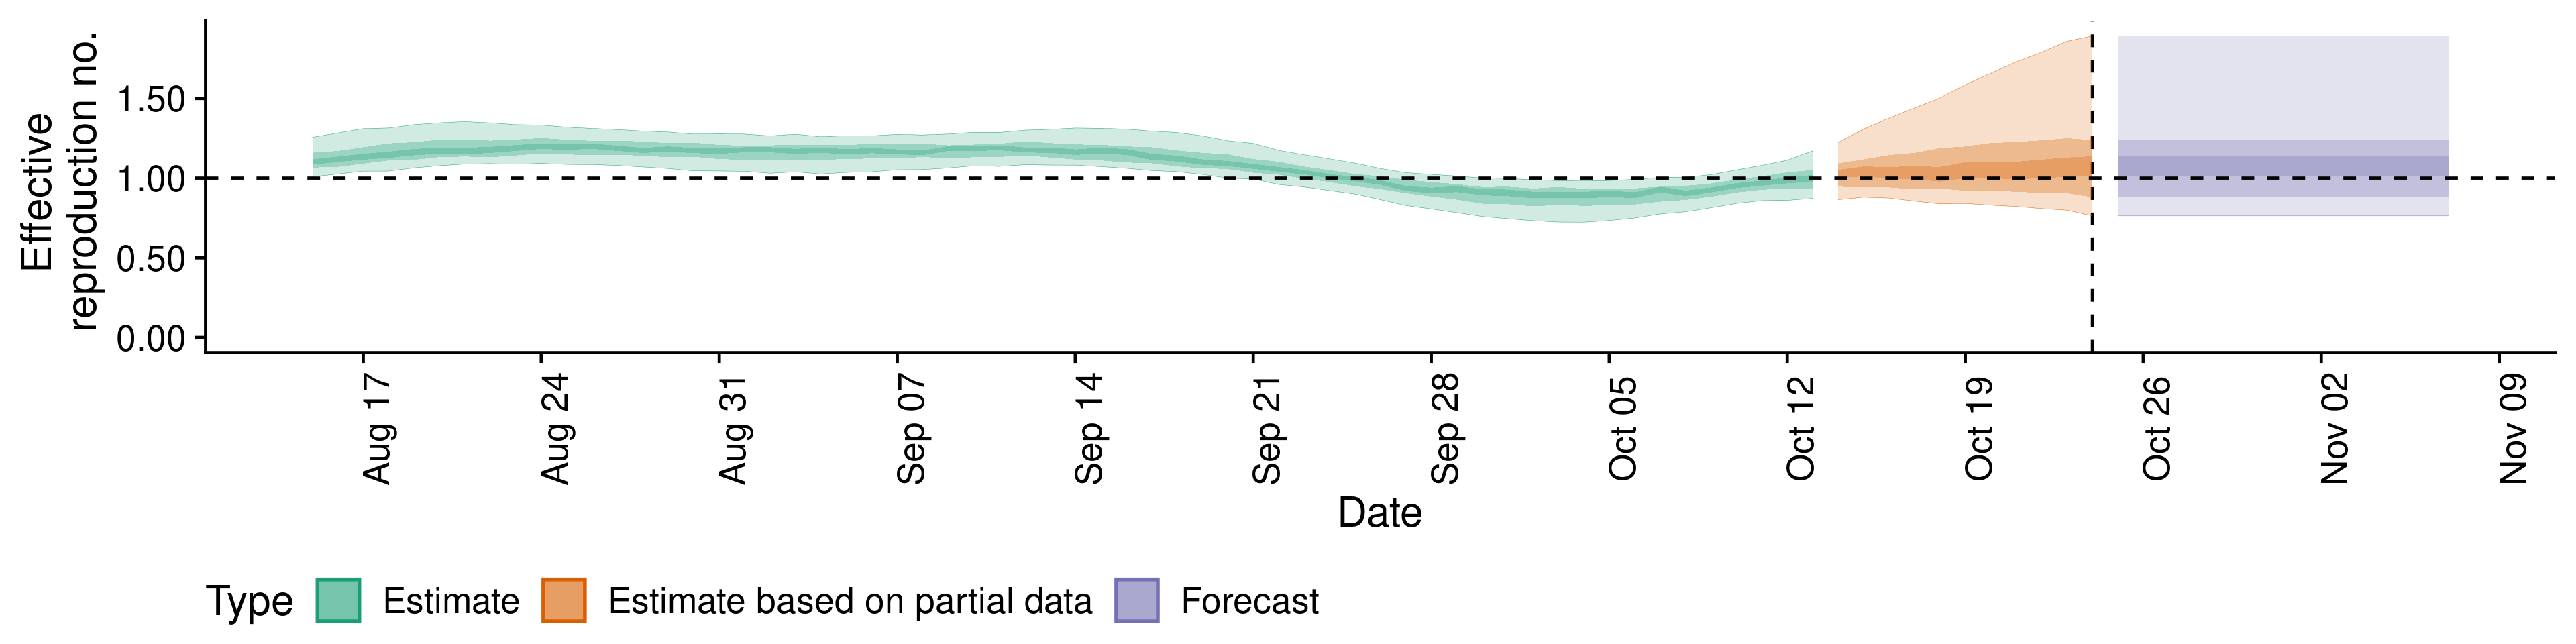 Effective
reproduction no.
1.50
1.00
0.50
0.00
Aug 17
Aug 24
Aug 31
Sep 07
Sep 14
Sep 21
Sep 28
Oct 05
Oct 12
Oct 19
Oct 26
Nov 02
Nov 09
Date
Type Estimate Estimate based on partial data Forecast